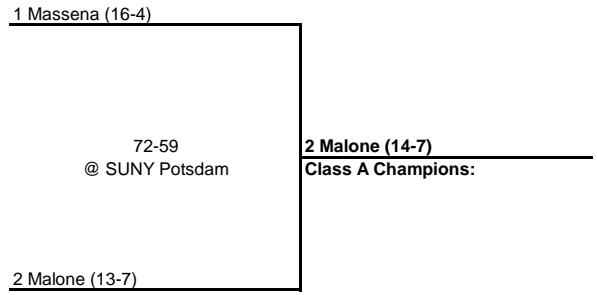 1 Massena (16-4)
72-59
@ SUNY Potsdam
2 Malone (14-7)
Class A Champions:
2 Malone (13-7)